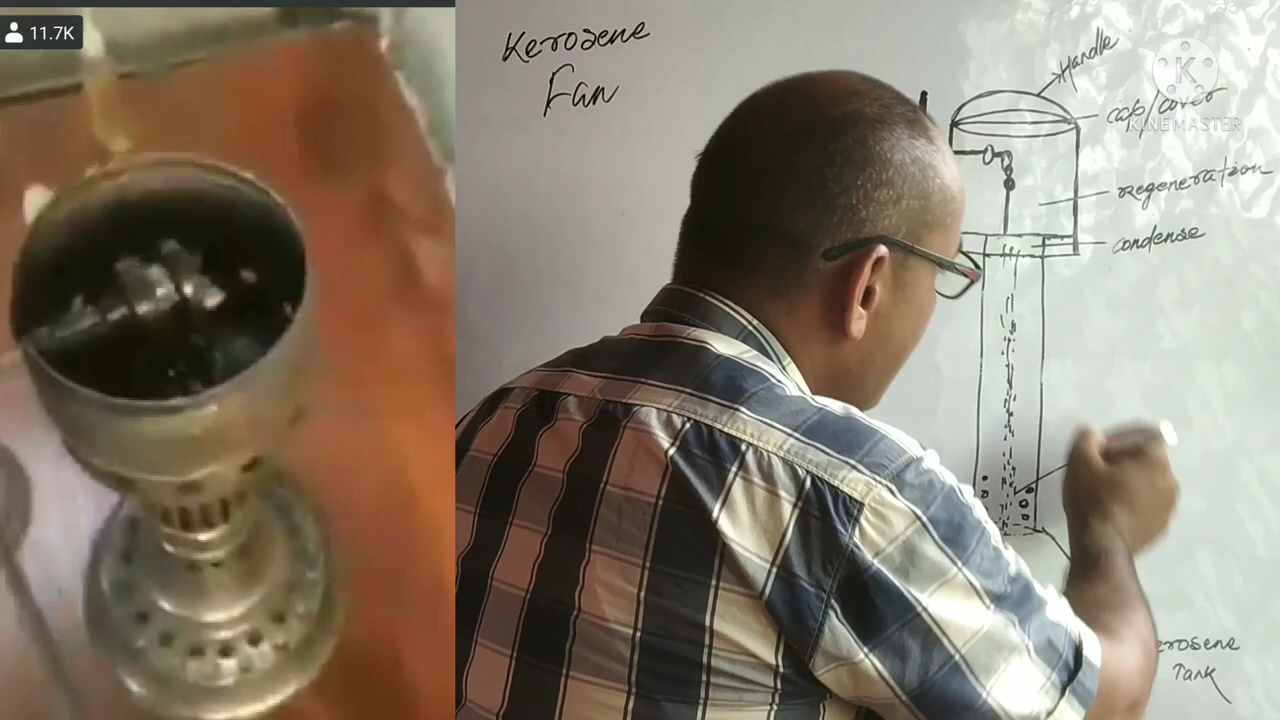 11.7K
Kerosene
Fan
Handle
cap/cover
K
KINEMASTER
regeneration
condense
Tank